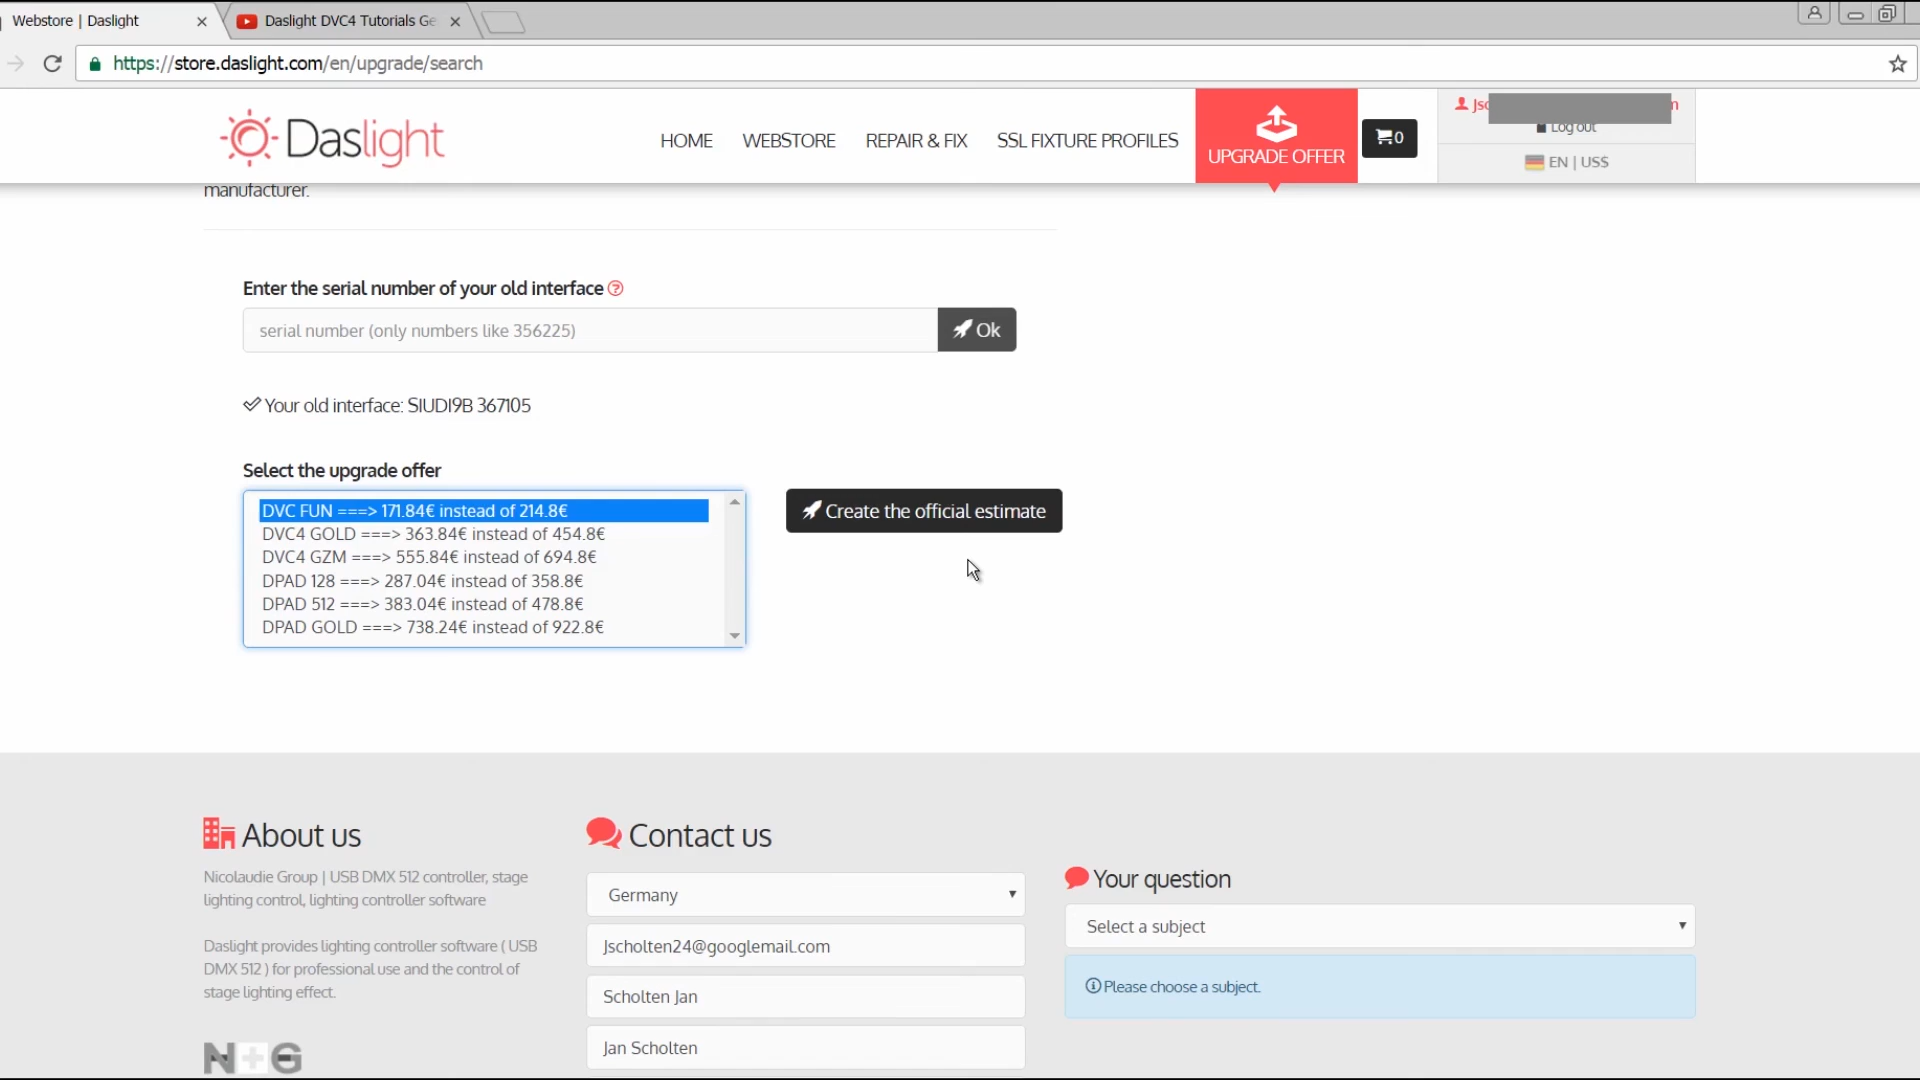 Webstore | Daslight
Daslight DVC4 Tutorials Ge
https://store.daslight.com/en/upgrade/search
Daslight
HOME
WEBSTORE
REPAIR & FIX
SSL FIXTURE PROFILES
UPGRADE OFFER
0
Log out
EN | US$
manufacturer.
Enter the serial number of your old interface
serial number (only numbers like 356225)
Ok
Your old interface: SIUDI9B 367105
Select the upgrade offer
DVC FUN ===> 171.84€ instead of 214.8€
DVC4 GOLD ===> 363.84€ instead of 454.8€
DVC4 GZM ===> 555.84€ instead of 694.8€
DPAD 128 ===> 287.04€ instead of 358.8€
DPAD 512 ===> 383.04€ instead of 478.8€
DPAD GOLD ===> 738.24€ instead of 922.8€
Create the official estimate
About us
Nicolaudie Group | USB DMX 512 controller, stage
lighting control, lighting controller software
Daslight provides lighting controller software ( USB
DMX 512 ) for professional use and the control of
stage lighting effect.
N+G
Contact us
Germany
Jscholten24@googlemail.com
Scholten Jan
Jan Scholten
Your question
Select a subject
Please choose a subject.